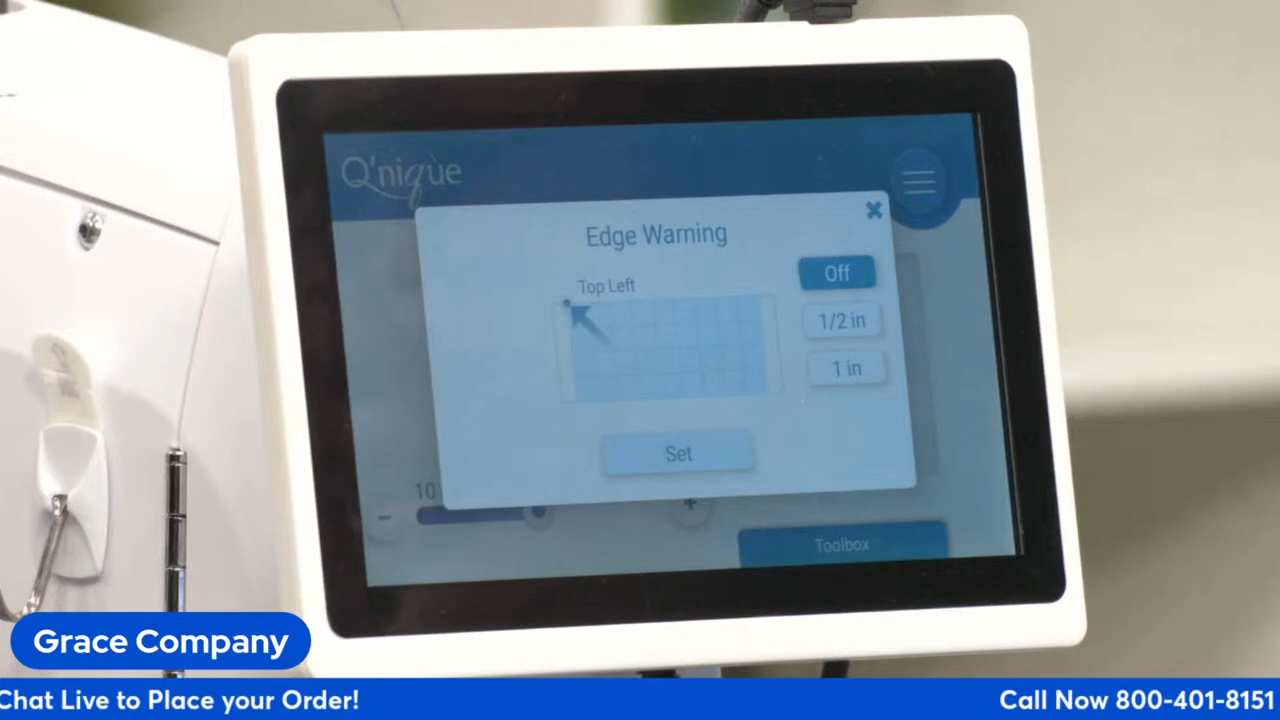 Q'nique
Edge Warning
Top Left
Off
1/2 in
1 in
Set
10
-
+
Toolbox
Grace Company
Chat Live to Place your Order!
Call Now 800-401-8151